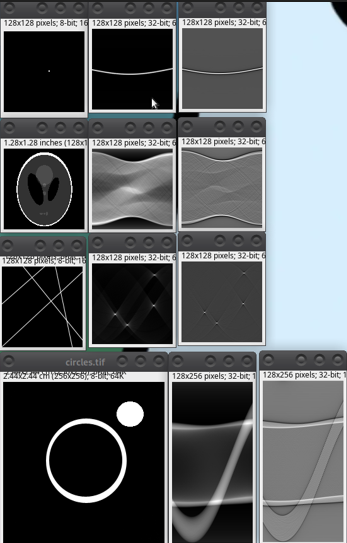 128x128 pixels; 8-bit; 16
128x128 pixels; 32-bit; 6
128x128 pixels; 32-bit; 6
1.28x1.28 inches (128x1
128x128 pixels; 32-bit; 6
128x128 pixels; 32-bit; 6
128x128 pixels; 8-bit; 16
128x128 pixels; 32-bit; 6
128x128 pixels; 32-bit; 6
circles.tif
2.44x2.44 cm (256x256); 8-bit; 64K
128x256 pixels; 32-bit; 1
128x256 pixels; 32-bit; 1